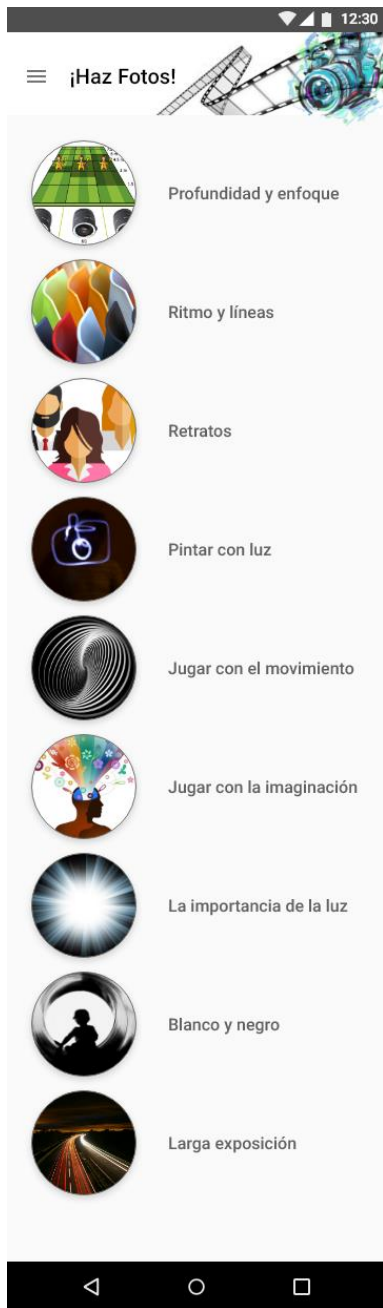 12:30
¡Haz Fotos!
Profundidad y enfoque
Ritmo y líneas
Retratos
Pintar con luz
Jugar con el movimiento
Jugar con la imaginación
La importancia de la luz
Blanco y negro
Larga exposición